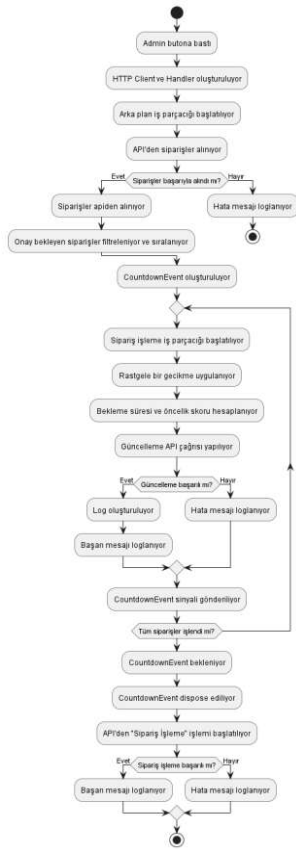 Admin butona bastı
HTTP Client ve Handler oluşturuluyor
Arka plan iş parçacığı başlatılıyor
API'den siparişler alınıyor
Evet
Siparişler başarıyla alındı mı?
Hayır
Siparişler apiden alınıyor
Hata mesajı loglanıyor
Onay bekleyen siparişler filtreleniyor ve sıralanıyor
CountdownEvent oluşturuluyor
Sipariş işleme iş parçacığı başlatılıyor
Rastgele bir gecikme uygulanıyor
Bekleme süresi ve öncelik skoru hesaplanıyor
Güncelleme API çağrısı yapılıyor
Evet
Güncelleme başarılı mı?
Hayır
Log oluşturuluyor
Hata mesajı loglanıyor
Başarı mesajı loglanıyor
CountdownEvent sinyali gönderiliyor
Tüm siparişler işlendi mi?
CountdownEvent bekleniyor
CountdownEvent dispose ediliyor
API'den "Sipariş İşleme" işlemi başlatılıyor
Evet
Sipariş işleme başarılı mı?
Hayır
Başarı mesajı loglanıyor
Hata mesajı loglanıyor